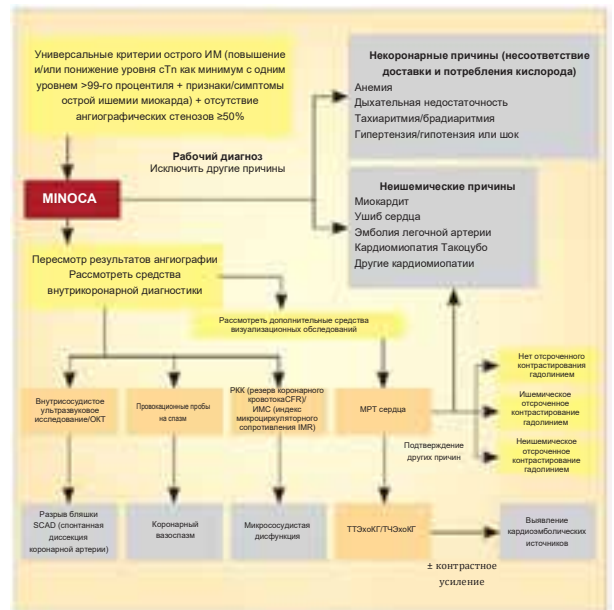 Универсальные критерии острого ИМ (повышение
и/или понижение уровня cTn как минимум с одним
уровнем >99-го процентиля + признаки/симптомы
острой ишемии миокарда) + отсутствие
ангиографических стенозов ≥50%
Некоронарные причины (несоответствие
доставки и потребления кислорода)
Анемия
Дыхательная недостаточность
Тахиаритмия/брадиаритмия
Гипертензия/гипотензия или шок
Рабочий диагноз
Исключить другие причины
MINOCA
Неишемические причины
Миокардит
Ушиб сердца
Эмболия легочной артерии
Кардиомиопатия Такоцубо
Другие кардиомиопатии
Пересмотр результатов ангиографии
Рассмотреть средства
внутрикоронарной диагностики
Рассмотреть дополнительные средства
визуализационных обследований
Внутрисосудистое
ультразвуковое
исследование/ОКТ
Провокационные пробы
на спазм
РКК (резерв коронарного
кровотокаCFR)/
ИМС (индекс
микроциркуляторного
сопротивления IMR)
МРТ сердца
Нет отсроченного
контрастирования
гадолинием
Ишемическое
отсроченное
контрастирование
гадолинием
Неишемическое
отсроченное
контрастирование
гадолинием
Подтверждение
других причин
Разрыв бляшки
SCAD (спонтанная
диссекция
коронарной артерии)
Коронарный
вазоспазм
Микрососудистая
дисфункция
ТТЭхоКГ/ТЧЭхоКГ
Выявление
кардиоэмболических
источников
± контрастное
усиление